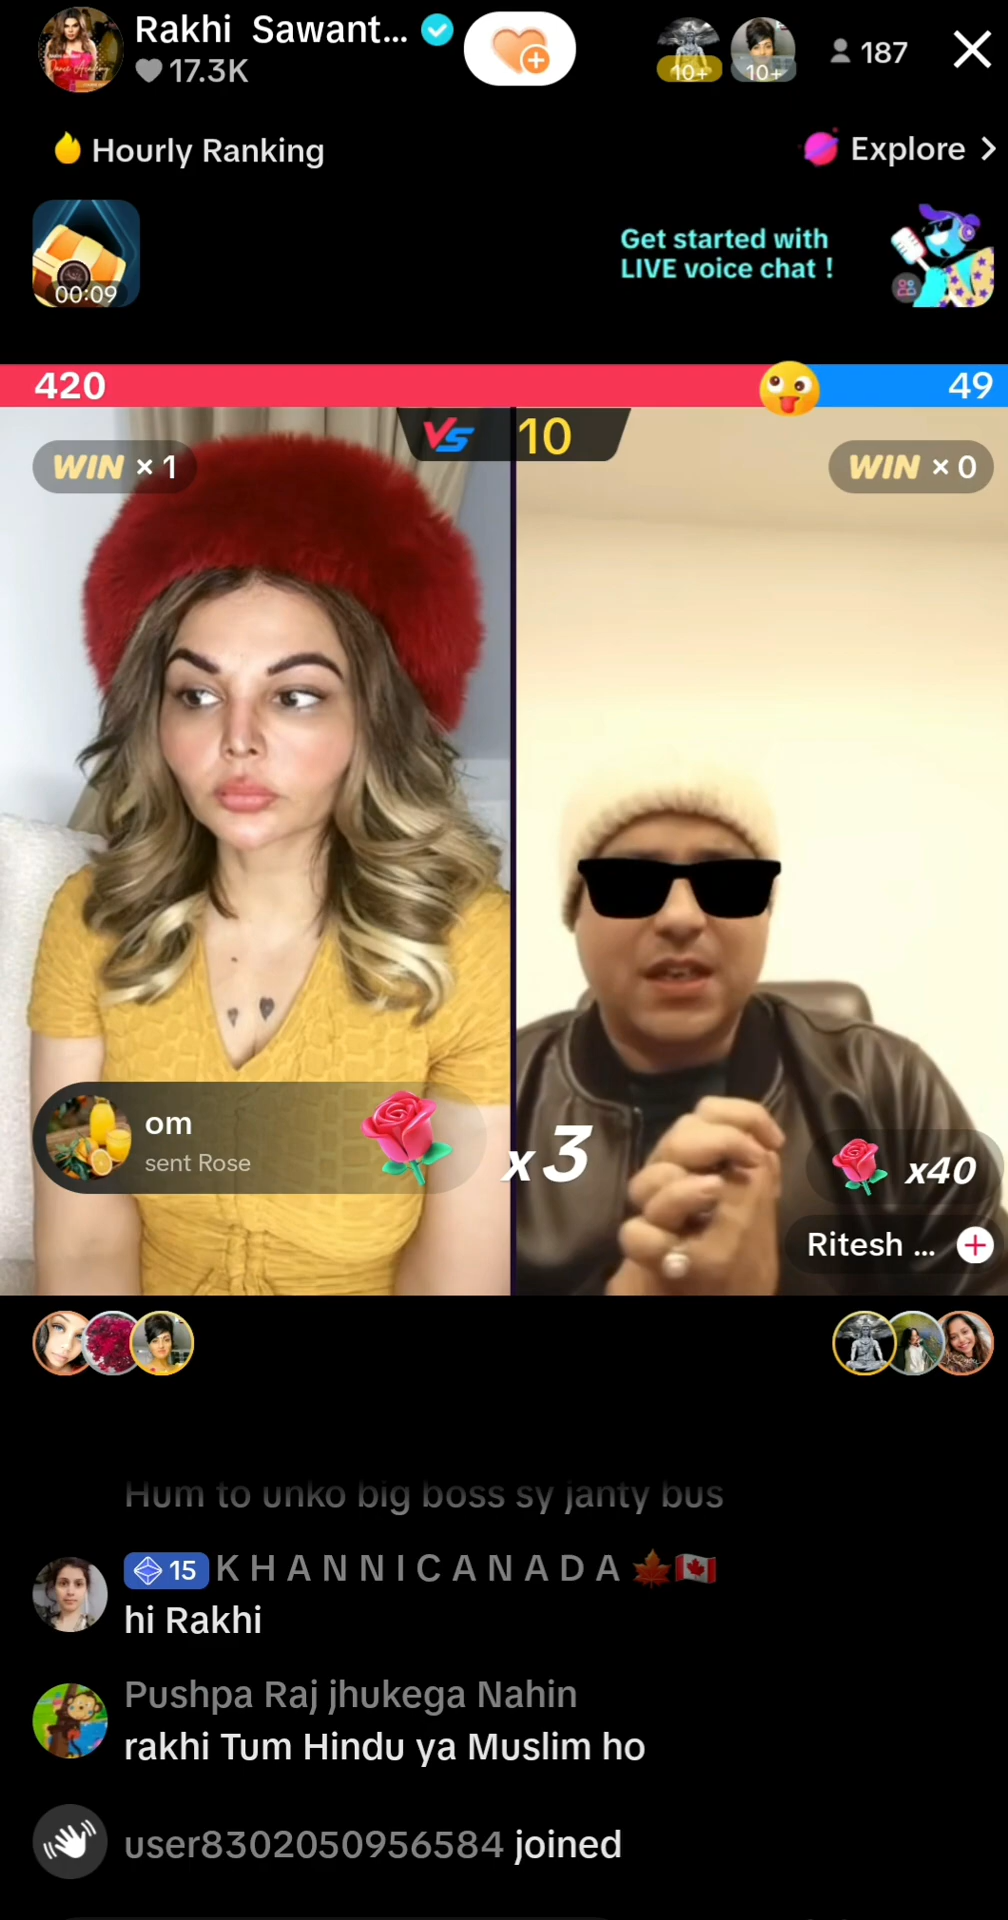 Rakhi Sawant...
17.3K
10+
10+
187
Hourly Ranking
Explore
00:09
Get started with
LIVE voice chat !
420
49
VS
10
WIN × 1
WIN × 0
om
sent Rose
x3
x40
Ritesh ...
Hum to unko big boss sy janty bus
15 K H A N N I C A N A D A
hi Rakhi
Pushpa Raj jhukega Nahin
rakhi Tum Hindu ya Muslim ho
user8302050956584 joined